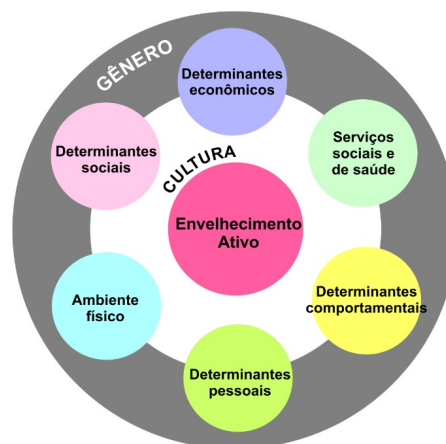 GÊNERO
Determinantes
econômicos
Serviços
sociais e
de saúde
Determinantes
sociais
CULTURA
Envelhecimento
Ativo
Ambiente
físico
Determinantes
comportamentais
Determinantes
pessoais